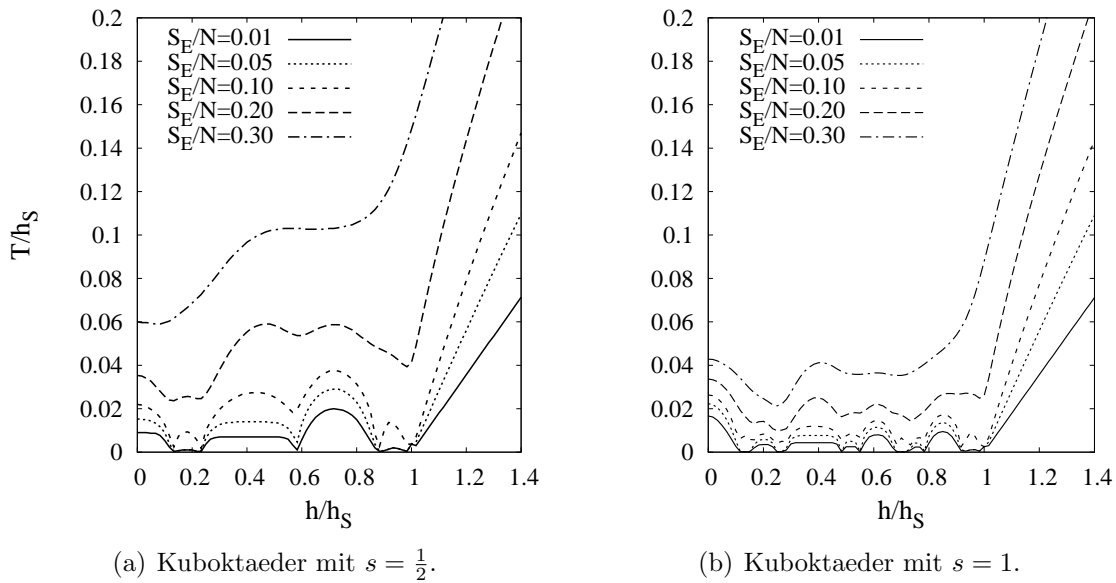 0.2
0.18
0.16
0.14
0.12
0.1
0.08
0.06
0.04
0.02
0
T/h_S
S_E/N=0.01
S_E/N=0.05
S_E/N=0.10
S_E/N=0.20
S_E/N=0.30
0 0.2 0.4 0.6 0.8 1 1.2 1.4
h/h_S
(a) Kuboktaeder mit s = 1/2.
0.2
0.18
0.16
0.14
0.12
0.1
0.08
0.06
0.04
0.02
0
S_E/N=0.01
S_E/N=0.05
S_E/N=0.10
S_E/N=0.20
S_E/N=0.30
0 0.2 0.4 0.6 0.8 1 1.2 1.4
h/h_S
(b) Kuboktaeder mit s = 1.